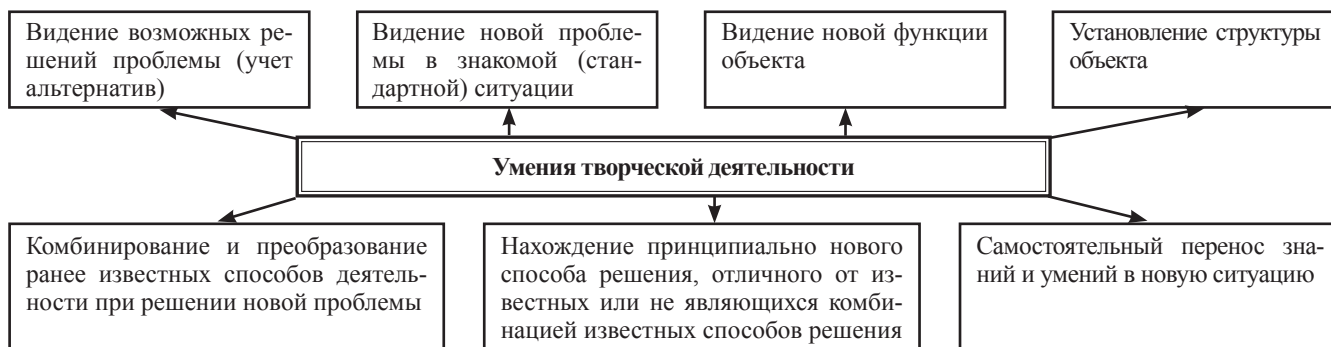 Видение возможных ре-
шений проблемы (учет
альтернатив)
Видение новой пробле-
мы в знакомой (стан-
дартной) ситуации
Видение новой функции
объекта
Установление структуры
объекта
Умения творческой деятельности
Комбинирование и преобразование
ранее известных способов деятель-
ности при решении новой проблемы
Нахождение принципиально нового
способа решения, отличного от из-
вестных или не являющихся комби-
нацией известных способов решения
Самостоятельный перенос зна-
ний и умений в новую ситуацию